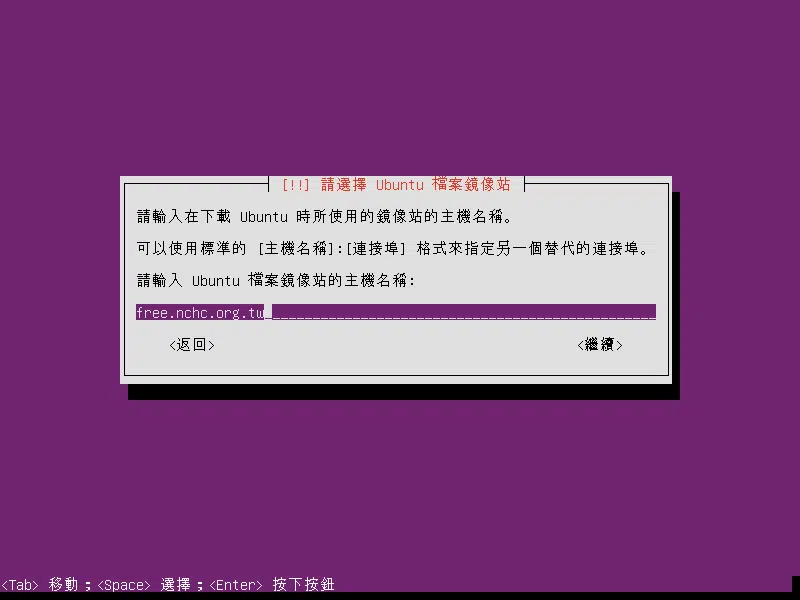 [!!] 請選擇 Ubuntu 檔案鏡像站
請輸入在下載 Ubuntu 時所使用的鏡像站的主機名稱。
可以使用標準的 [主機名稱]:[連接埠] 格式來指定另一個替代的連接埠。
請輸入 Ubuntu 檔案鏡像站的主機名稱:
free.nchc.org.tw
<返回> <繼續>
<Tab> 移動；<Space> 選擇；<Enter> 按下按鈕